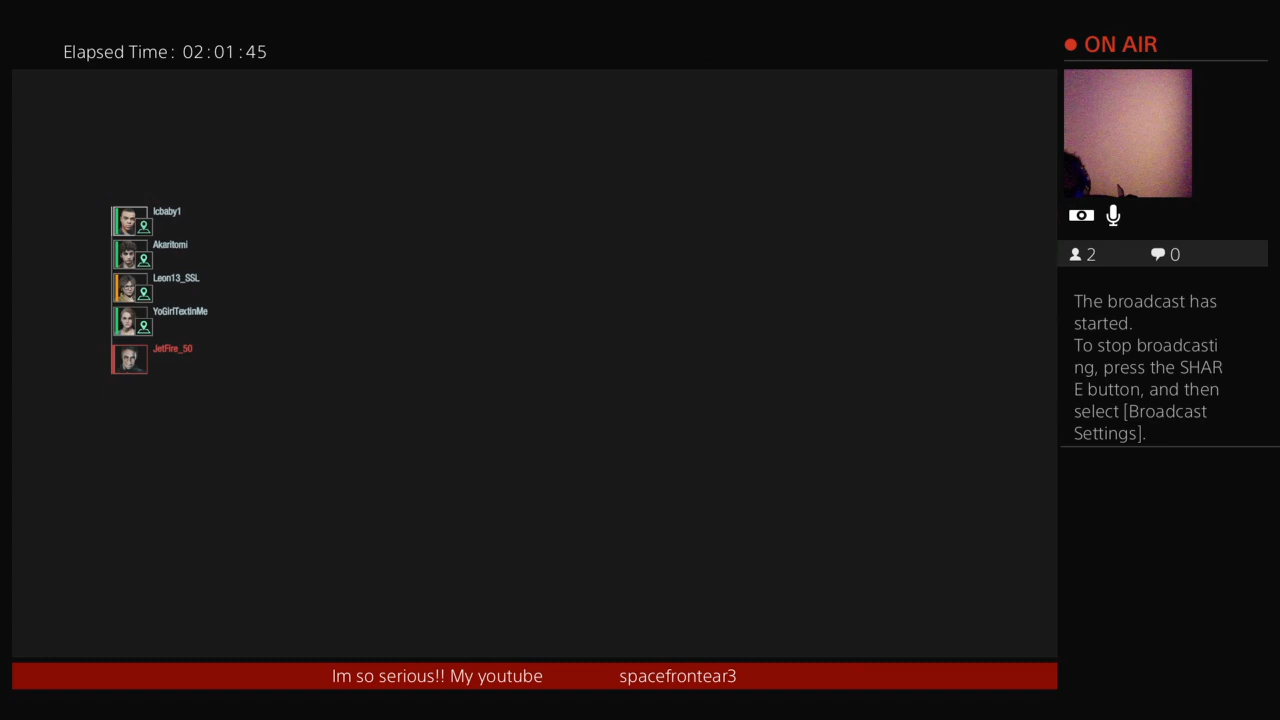 Elapsed Time: 02:01:45
ON AIR
Icbaby1
Akaritomi
Leon13_SSL
YoGirlTextinMe
JetFire_50
2 0
The broadcast has
started.
To stop broadcasti
ng, press the SHAR
E button, and then
select [Broadcast
Settings].
Im so serious!! My youtube spacefrontear3